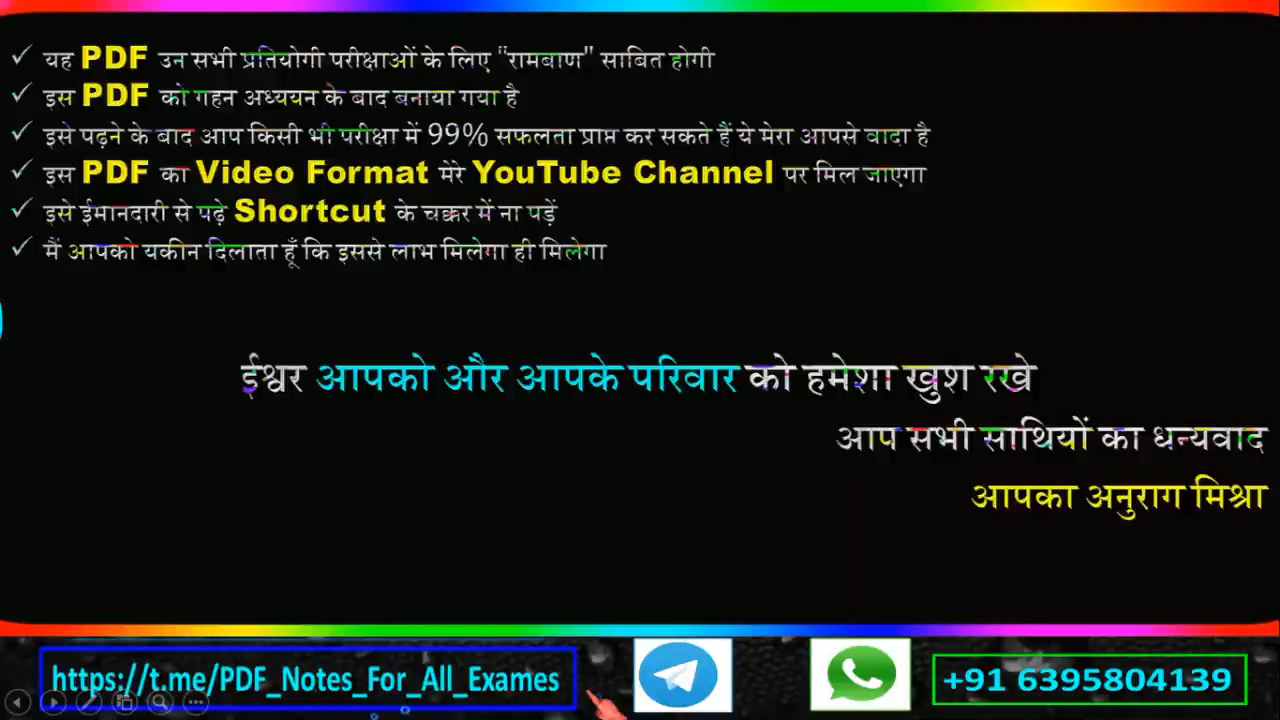 ✓ यह PDF उन सभी प्रतियोगी परीक्षाओं के लिए "रामबाण" साबित होगी
✓ इस PDF को गहन अध्ययन के बाद बनाया गया है
✓ इसे पढ़ने के बाद आप किसी भी परीक्षा में 99% सफलता प्राप्त कर सकते हैं ये मेरा आपसे वादा है
✓ इस PDF का Video Format मेरे YouTube Channel पर मिल जाएगा
✓ इसे ईमानदारी से पढ़े Shortcut के चक्कर में ना पड़ें
✓ मैं आपको यकीन दिलाता हूँ कि इससे लाभ मिलेगा ही मिलेगा
ईश्वर आपको और आपके परिवार को हमेशा खुश रखे
आप सभी साथियों का धन्यवाद
आपका अनुराग मिश्रा
https://t.me/PDF_Notes_For_All_Exames
+91 6395804139